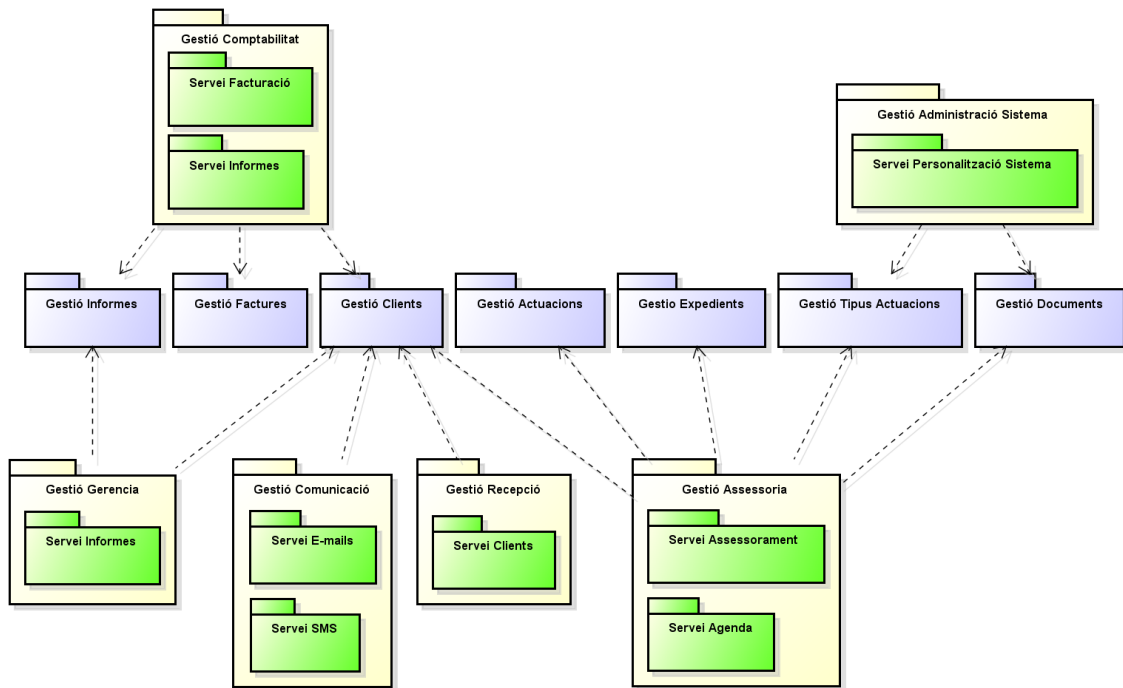 Gestió Comptabilitat
Servei Facturació
Servei Informes
Gestió Administració Sistema
Servei Personalització Sistema
Gestió Informes
Gestió Factures
Gestió Clients
Gestió Actuacions
Gestio Expedients
Gestió Tipus Actuacions
Gestió Documents
Gestió Gerencia
Servei Informes
Gestió Comunicació
Servei E-mails
Servei SMS
Gestió Recepció
Servei Clients
Gestió Assessoria
Servei Assessorament
Servei Agenda